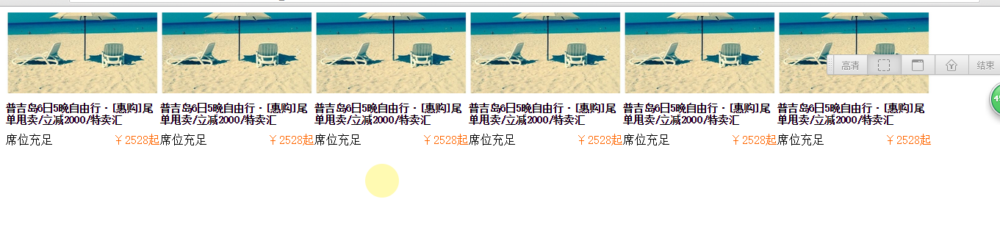 高清 结束
普吉岛6日5晚自由行·[惠购]尾 普吉岛6日5晚自由行·[惠购]尾 普吉岛6日5晚自由行·[惠购]尾 普吉岛6日5晚自由行·[惠购]尾 普吉岛6日5晚自由行·[惠购]尾 普吉岛6日5晚自由行·[惠购]尾
单甩卖/立减2000/特卖汇 单甩卖/立减2000/特卖汇 单甩卖/立减2000/特卖汇 单甩卖/立减2000/特卖汇 单甩卖/立减2000/特卖汇 单甩卖/立减2000/特卖汇
席位充足 ¥2528起 席位充足 ¥2528起 席位充足 ¥2528起 席位充足 ¥2528起 席位充足 ¥2528起 席位充足 ¥2528起